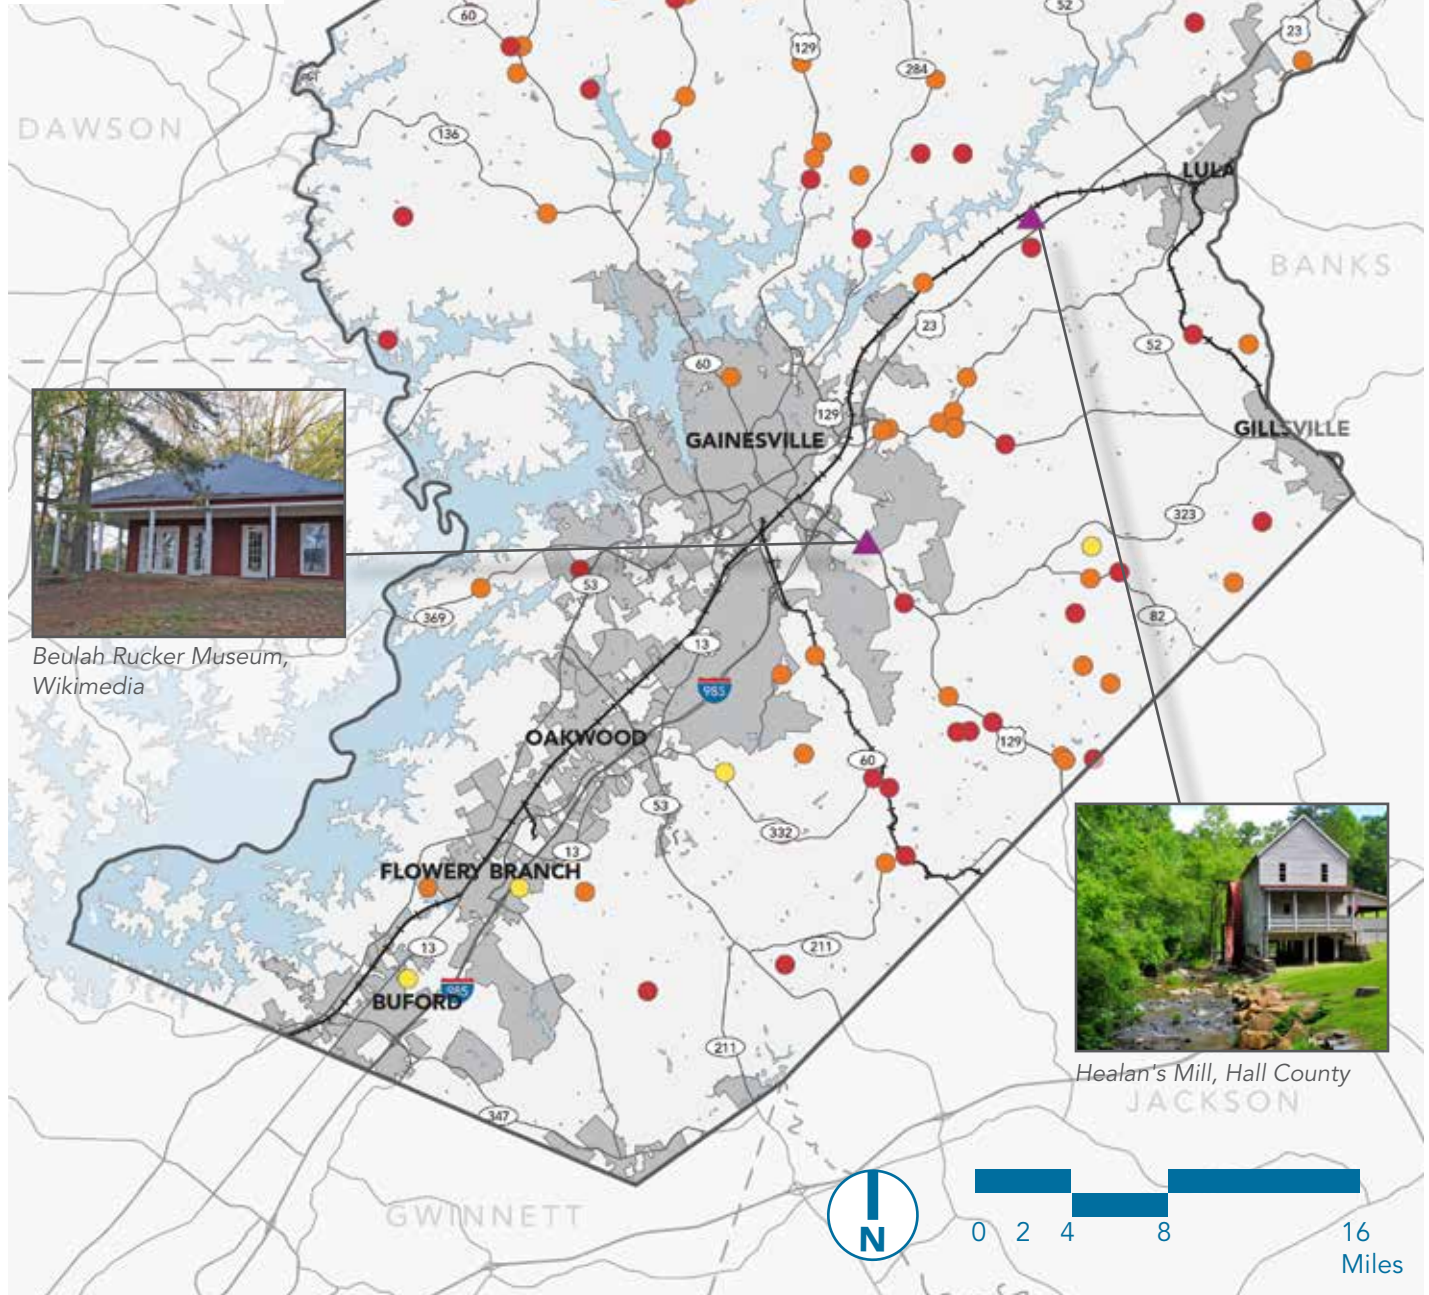 60
52
23
129
284
DAWSON
136
LULA
BANKS
23
52
60
129
GAINESVILLE
GILLSVILLE
323
53
369
82
13
Beulah Rucker Museum,
Wikimedia
985
OAKWOOD
129
60
53
332
13
FLOWERY BRANCH
13
211
985
BUFORD
211
Healan's Mill, Hall County
JACKSON
347
GWINNETT
N
0 2 4 8 16
Miles